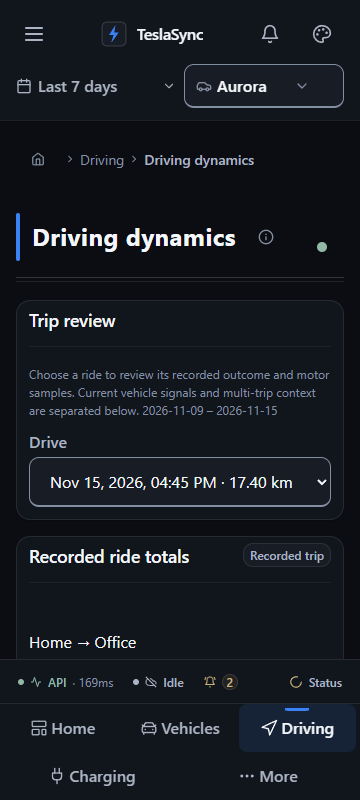 TeslaSync
Last 7 days
Aurora
Driving
Driving dynamics
Driving dynamics
Trip review
Choose a ride to review its recorded outcome and motor
samples. Current vehicle signals and multi-trip context
are separated below. 2026-11-09 – 2026-11-15
Drive
Nov 15, 2026, 04:45 PM · 17.40 km
Recorded ride totals
Recorded trip
Home → Office
API · 169ms
Idle
2
Status
Home
Vehicles
Driving
Charging
More